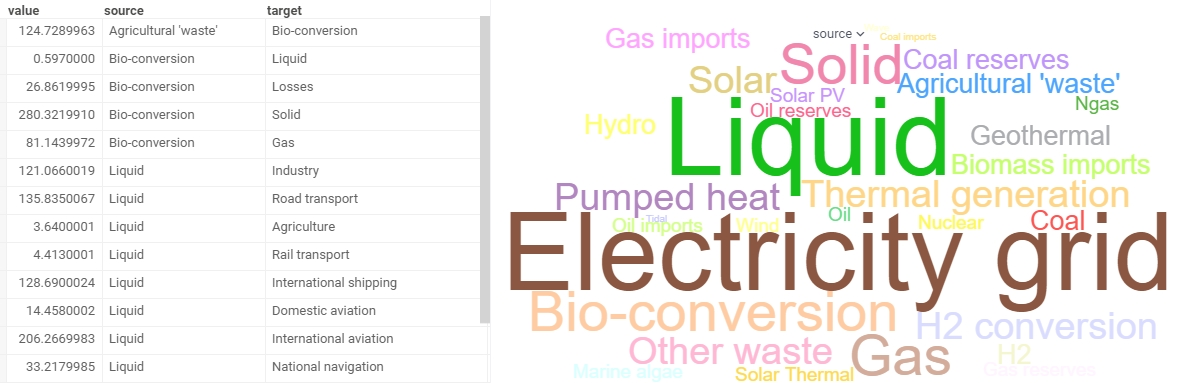 value source target
124.7289963 Agricultural 'waste' Bio-conversion
0.5970000 Bio-conversion Liquid
26.8619995 Bio-conversion Losses
280.3219910 Bio-conversion Solid
81.1439972 Bio-conversion Gas
121.0660019 Liquid Industry
135.8350067 Liquid Road transport
3.6400001 Liquid Agriculture
4.4130001 Liquid Rail transport
128.6900024 Liquid International shipping
14.4580002 Liquid Domestic aviation
206.2669983 Liquid International aviation
33.2179985 Liquid National navigation
source
Coal imports
Gas imports
Solid
Coal reserves
Solar
Agricultural 'waste'
Solar PV
Oil reserves
Ngas
Hydro
Liquid
Geothermal
Biomass imports
Pumped heat
Thermal generation
Tidal
Oil imports
Wind
Oil
Nuclear
Coal
Electricity grid
Bio-conversion
H2 conversion
Other waste
Gas
H2
Marine algae
Solar Thermal
Gas reserves